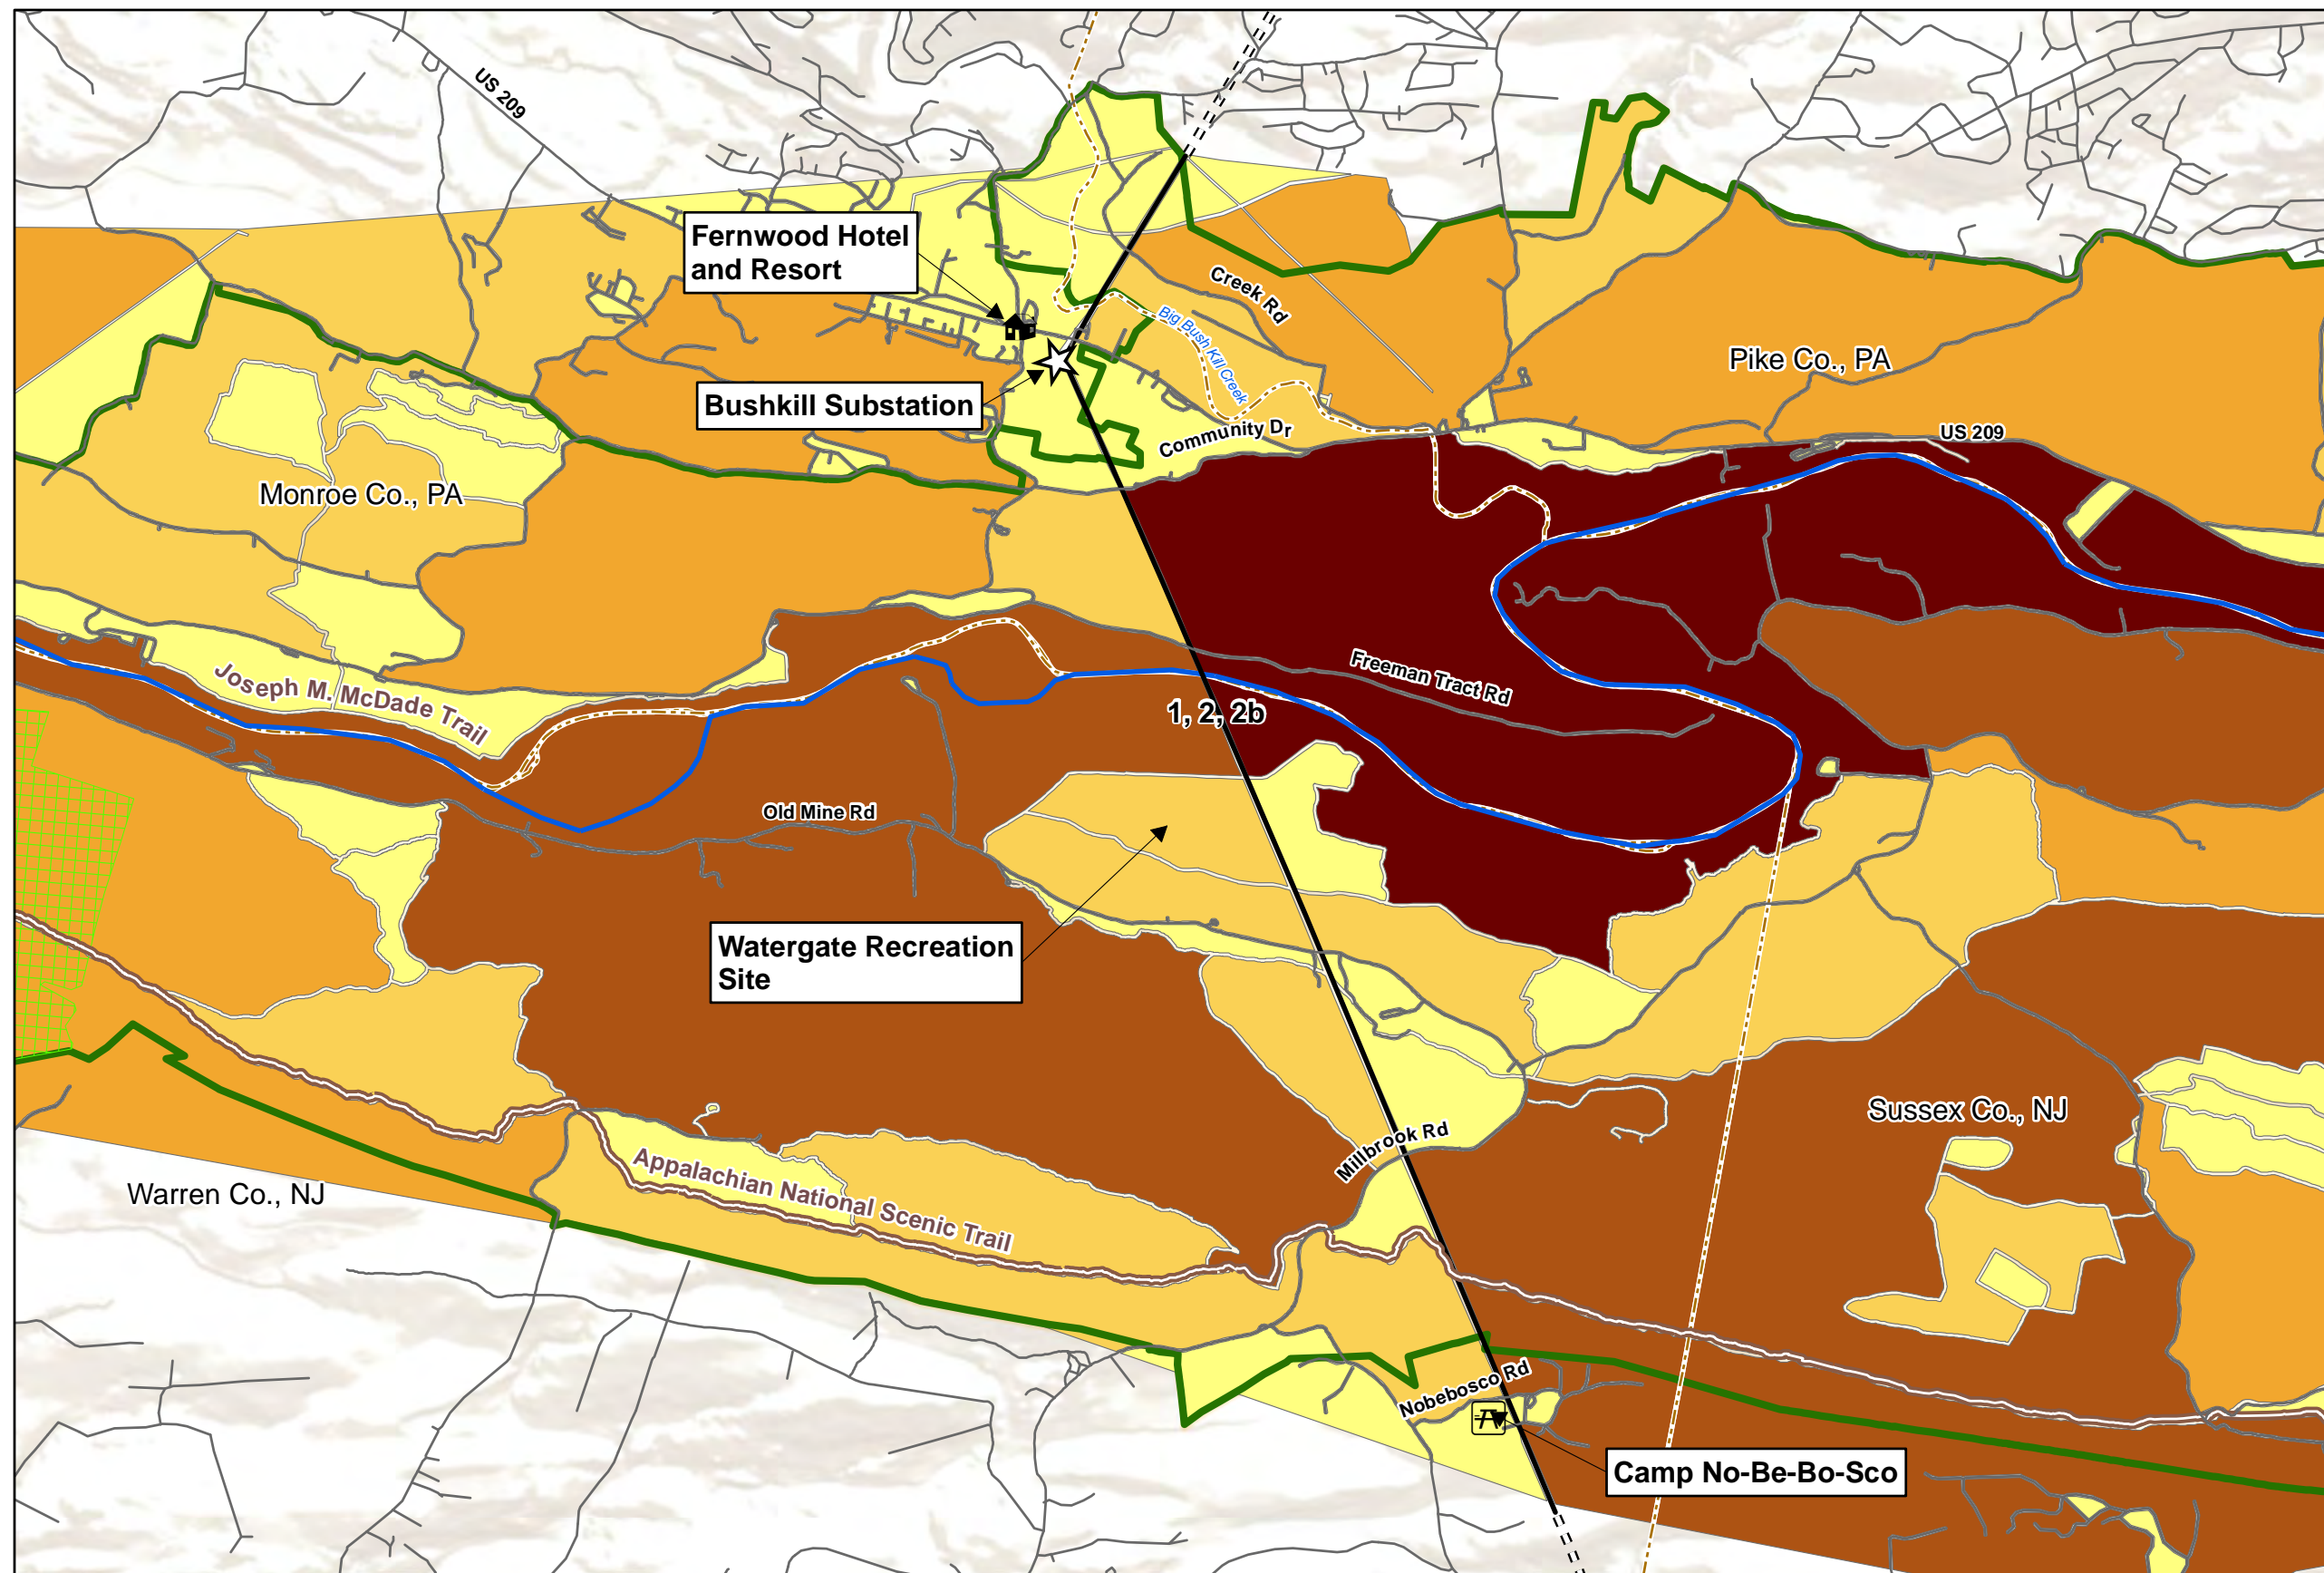 US 209
Fernwood Hotel
and Resort
Creek Rd
Big Bush Kill Creek
Pike Co., PA
Bushkill Substation
Community Dr
US 209
Monroe Co., PA
Freeman Tract Rd
Joseph M. McDade Trail
1, 2, 2b
Old Mine Rd
Watergate Recreation
Site
Sussex Co., NJ
Millbrook Rd
Warren Co., NJ
Appalachian National Scenic Trail
Nobebosco Rd
Camp No-Be-Bo-Sco